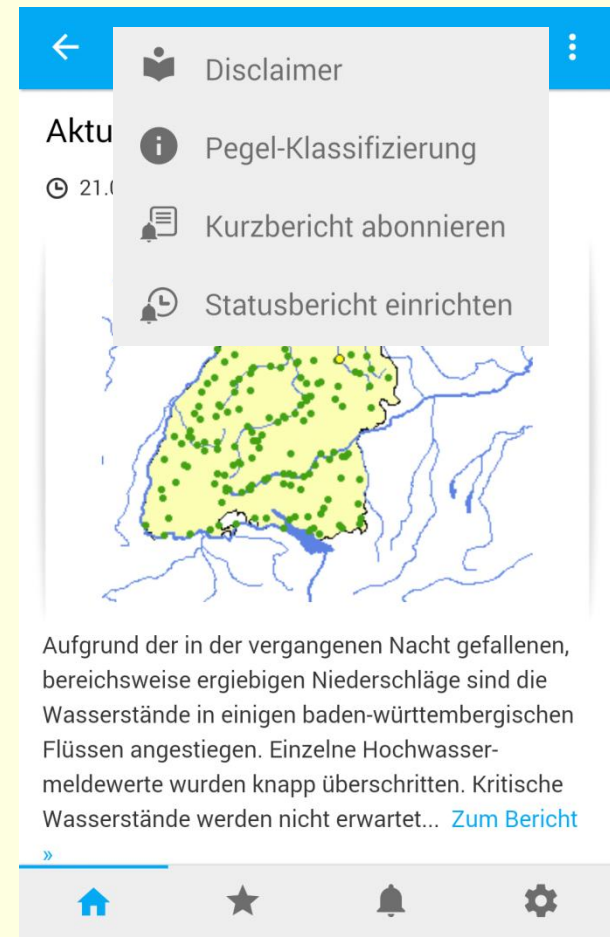 Disclaimer
Pegel-Klassifizierung
Kurzbericht abonnieren
Statusbericht einrichten
Aktu
21.0
Aufgrund der in der vergangenen Nacht gefallenen,
bereichsweise ergiebigen Niederschläge sind die
Wasserstände in einigen baden-württembergischen
Flüssen angestiegen. Einzelne Hochwasser-
meldewerte wurden knapp überschritten. Kritische
Wasserstände werden nicht erwartet... Zum Bericht
»